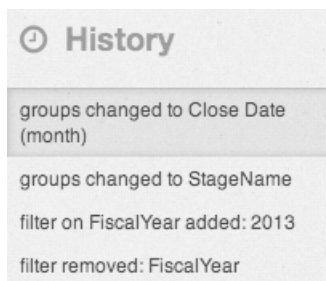 History
groups changed to Close Date
(month)
groups changed to StageName
filter on FiscalYear added: 2013
filter removed: FiscalYear